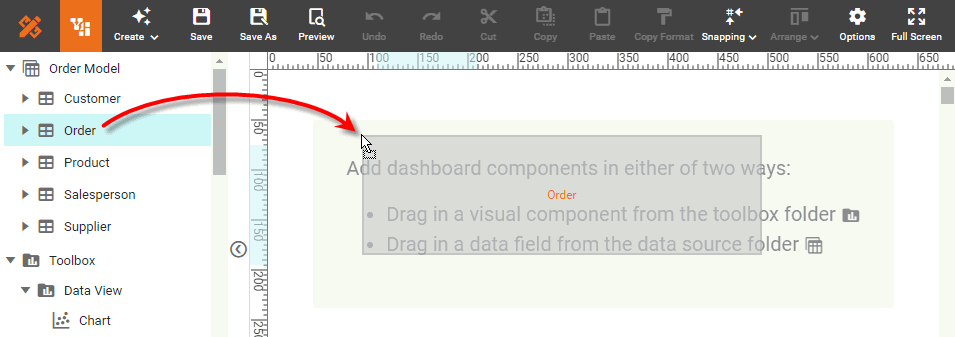 Create
Save
Save As
Preview
Undo
Redo
Cut
Copy
Paste
Copy Format
Snapping
Arrange
Options
Full Screen
Order Model
Customer
Order
Product
Salesperson
Supplier
Toolbox
Data View
Chart
0 50 100 150 200 250 300 350 400 450 500 550 600 650
0
50
100
150
200
250
Add dashboard components in either of two ways:
Order
• Drag in a visual component from the toolbox folder
• Drag in a data field from the data source folder